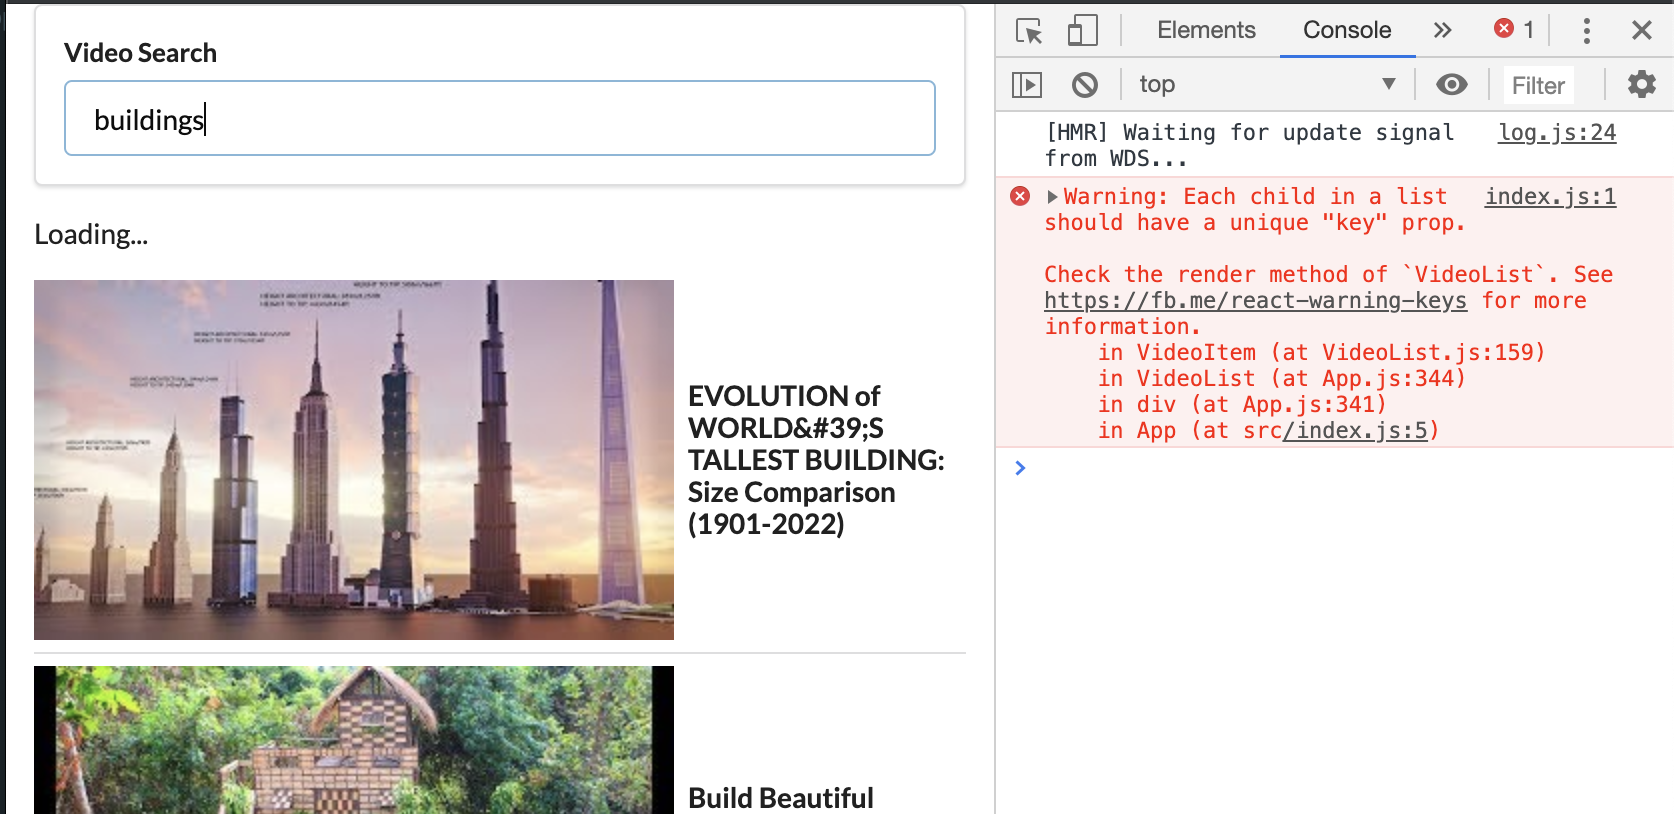 Video Search
buildings
Loading...
EVOLUTION of
WORLD&#39;S
TALLEST BUILDING:
Size Comparison
(1901-2022)
Build Beautiful
Elements
Console
1
top
Filter
[HMR] Waiting for update signal log.js:24
from WDS...
Warning: Each child in a list index.js:1
should have a unique "key" prop.
Check the render method of `VideoList`. See
https://fb.me/react-warning-keys for more
information.
in VideoItem (at VideoList.js:159)
in VideoList (at App.js:344)
in div (at App.js:341)
in App (at src/index.js:5)